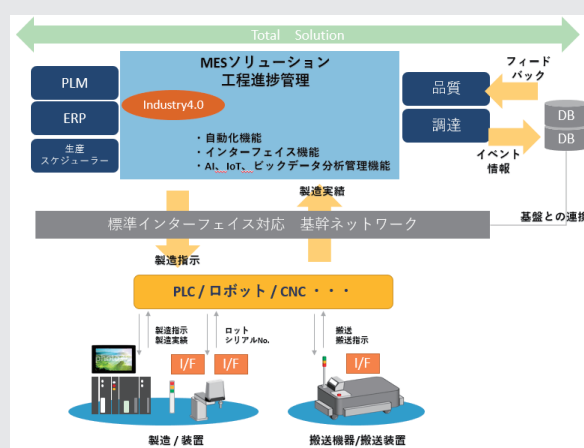 Total Solution
MESソリューション
工程進捗管理
Industry4.0
・自動化機能
・インターフェイス機能
・AI、IoT、ビックデータ分析管理機能
PLM
ERP
生産
スケジューラー
品質
調達
フィード
バック
イベント
情報
DB
DB
製造実績
標準インターフェイス対応 基幹ネットワーク
基盤との連携
製造指示
PLC / ロボット / CNC ・・・
製造指示
製造実績
ロット
シリアルNo.
搬送
搬送指示
I/F
I/F
I/F
製造 / 装置
搬送機器/搬送装置